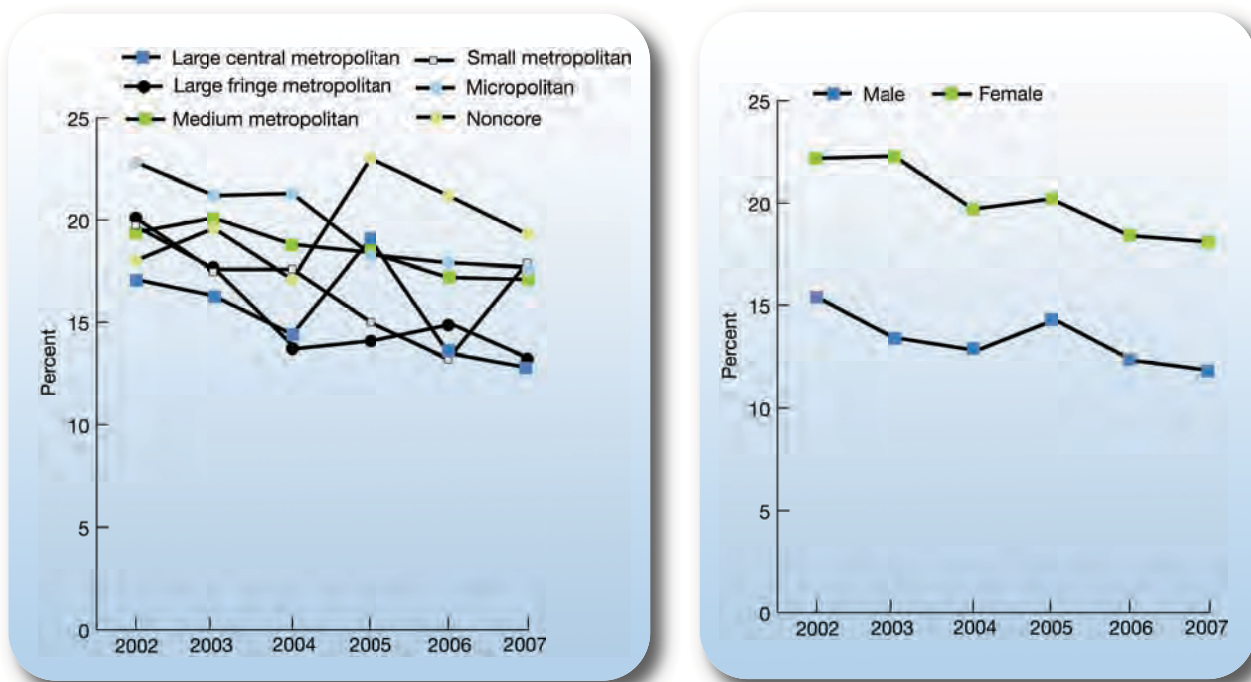 Large central metropolitan Small metropolitan
Large fringe metropolitan Micropolitan
Medium metropolitan Noncore
25
20
15
10
5
0
Percent
2002 2003 2004 2005 2006 2007
Male Female
25
20
15
10
5
0
Percent
2002 2003 2004 2005 2006 2007